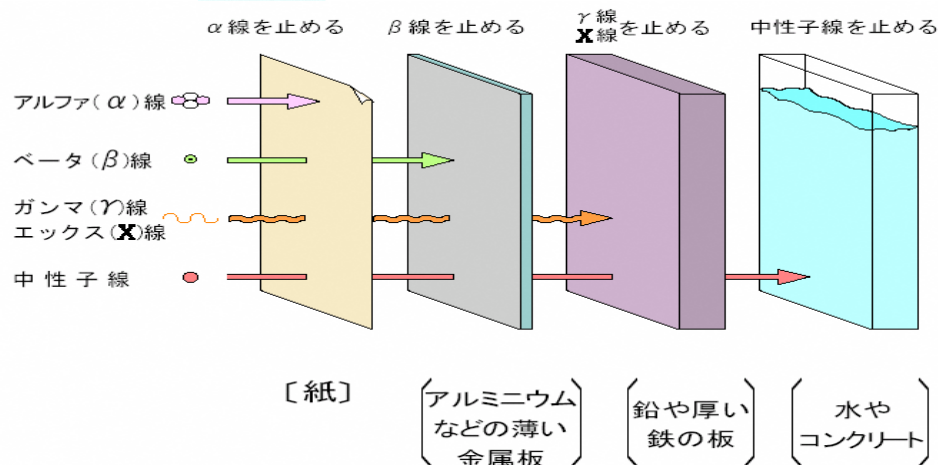 α線を止める
β線を止める
γ線
X線を止める
中性子線を止める
アルファ(α)線
ベータ(β)線
ガンマ(γ)線
エックス(X)線
中性子線
〔紙〕
アルミニウム
などの薄い
金属板
鉛や厚い
鉄の板
水や
コンクリート